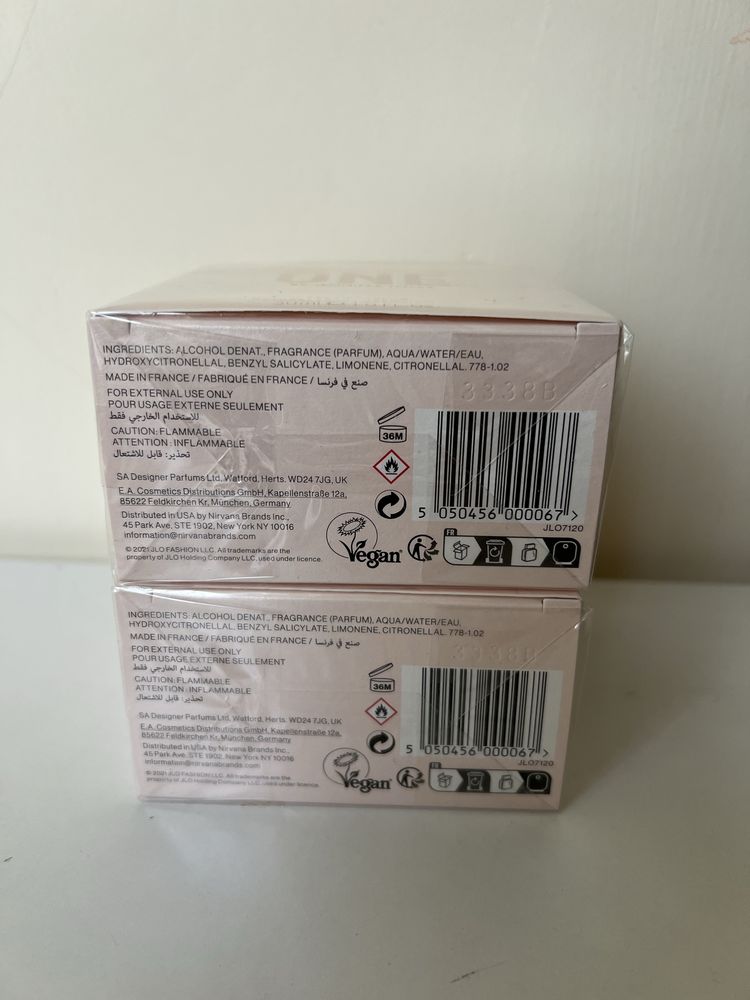 ONE
INGREDIENTS: ALCOHOL DENAT., FRAGRANCE (PARFUM), AQUA/WATER/EAU,
HYDROXYCITRONELLAL, BENZYL SALICYLATE, LIMONENE, CITRONELLAL. 778-1.02
MADE IN FRANCE / FABRIQUÉ EN FRANCE / صنع في فرنسا
3338B
FOR EXTERNAL USE ONLY
POUR USAGE EXTERNE SEULEMENT
للاستخدام الخارجي فقط
CAUTION: FLAMMABLE
ATTENTION : INFLAMMABLE
تحذير: قابل للاشتعال
36M
SA Designer Parfums Ltd, Watford, Herts. WD24 7JG, UK
E.A. Cosmetics Distributions GmbH, Kapellenstraße 12a,
85622 Feldkirchen Kr. München, Germany
Distributed in USA by Nirvana Brands Inc.,
45 Park Ave. STE 1902, New York NY 10016
information@nirvanabrands.com
© 2021 JLO FASHION LLC. All trademarks are the
property of JLO Holding Company LLC. used under licence.
Vegan
5 050456 000067 >
JLO7120
FR
INGREDIENTS: ALCOHOL DENAT., FRAGRANCE (PARFUM), AQUA/WATER/EAU,
HYDROXYCITRONELLAL, BENZYL SALICYLATE, LIMONENE, CITRONELLAL. 778-1.02
MADE IN FRANCE / FABRIQUÉ EN FRANCE / صنع في فرنسا
3338B
FOR EXTERNAL USE ONLY
POUR USAGE EXTERNE SEULEMENT
للاستخدام الخارجي فقط
CAUTION: FLAMMABLE
ATTENTION : INFLAMMABLE
تحذير: قابل للاشتعال
36M
SA Designer Parfums Ltd, Watford, Herts. WD24 7JG, UK
E.A. Cosmetics Distributions GmbH, Kapellenstraße 12a,
85622 Feldkirchen Kr. München, Germany
Distributed in USA by Nirvana Brands Inc.,
45 Park Ave. STE 1902, New York NY 10016
information@nirvanabrands.com
© 2021 JLO FASHION LLC. All trademarks are the
property of JLO Holding Company LLC. used under licence.
Vegan
5 050456 000067 >
JLO7120
FR